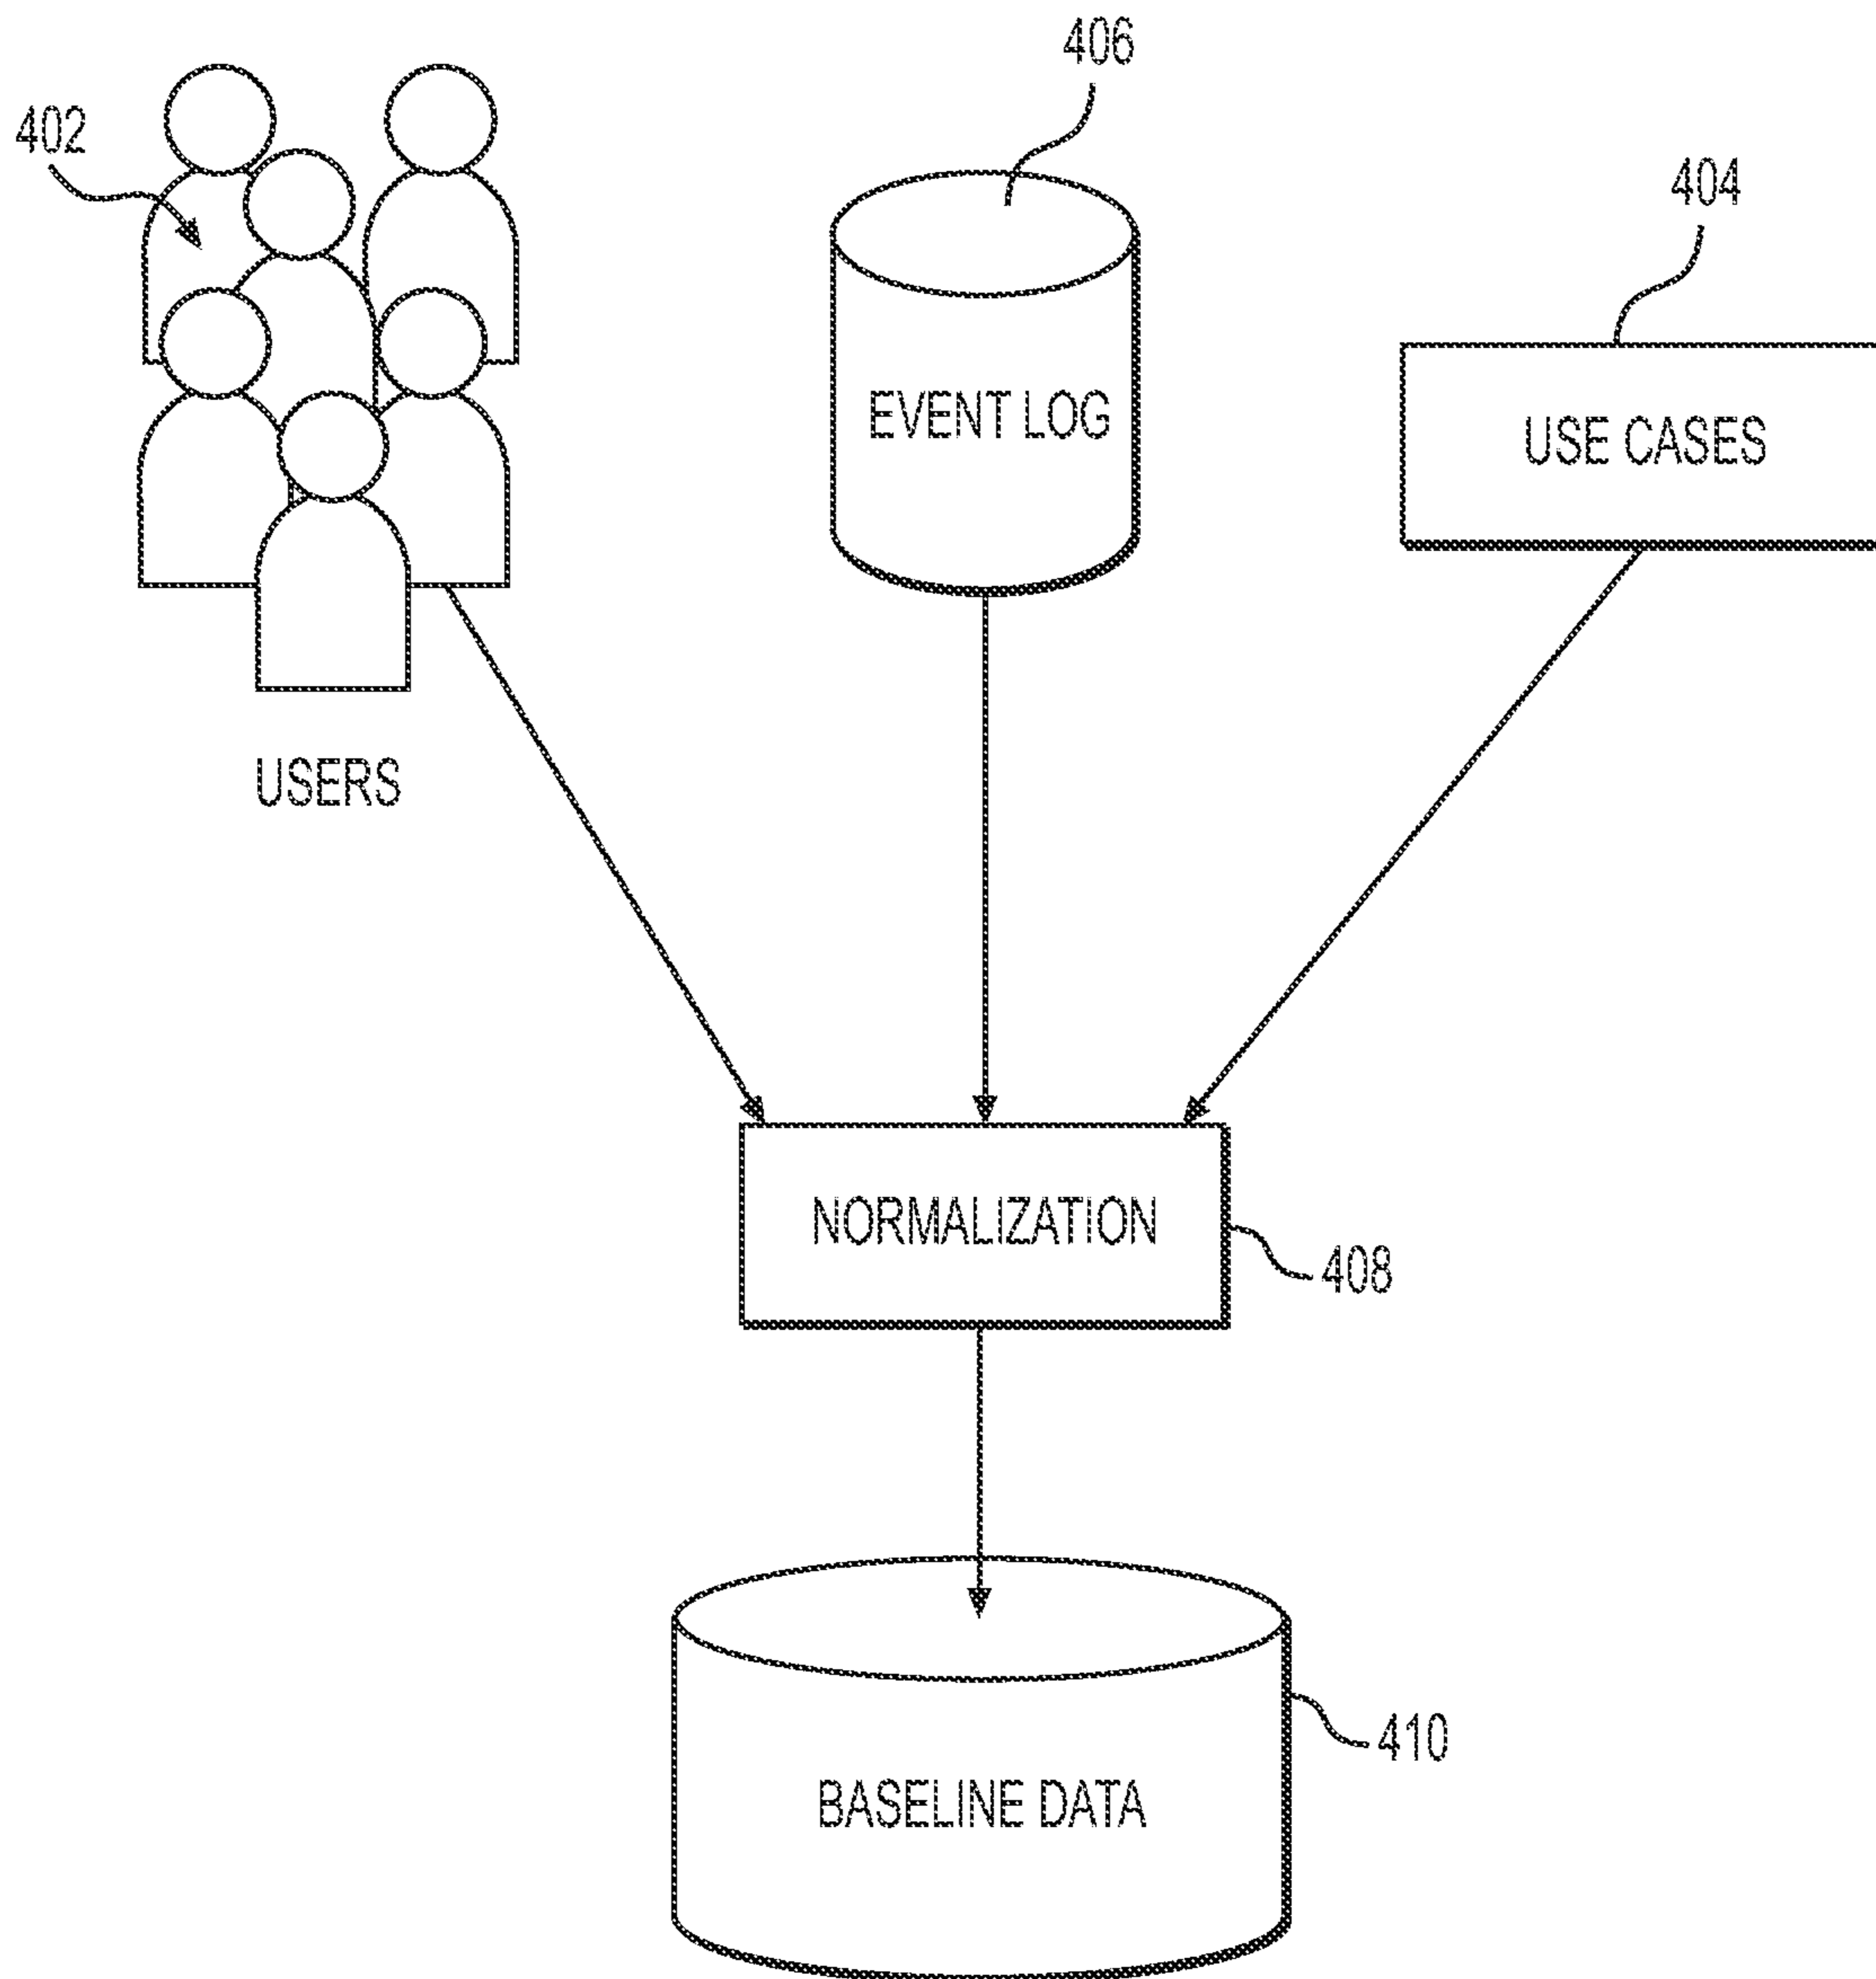 406
402
404
EVENT LOG
USE CASES
USERS
NORMALIZATION
408
410
BASELINE DATA